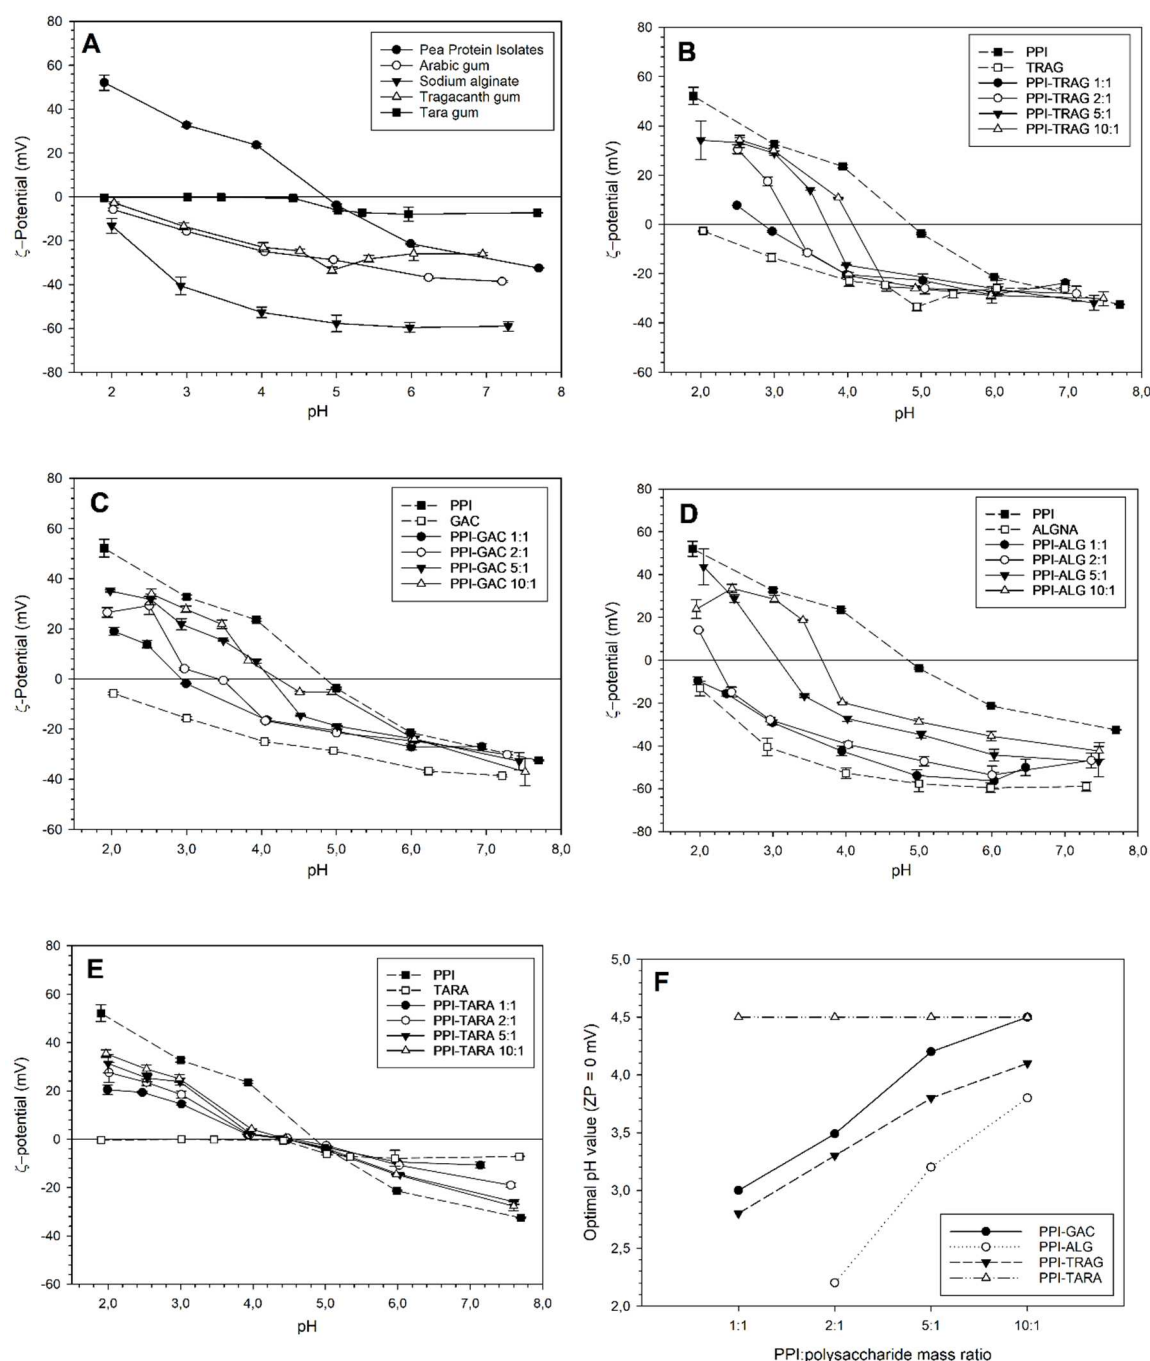 A
Pea Protein Isolates
Arabic gum
Sodium alginate
Tragacanth gum
Tara gum
80
60
40
20
0
-20
-40
-60
-80
ζ−Potential (mV)
2 3 4 5 6 7 8
pH
B
PPI
TRAG
PPI-TRAG 1:1
PPI-TRAG 2:1
PPI-TRAG 5:1
PPI-TRAG 10:1
80
60
40
20
0
-20
-40
-60
ζ−potential (mV)
2,0 3,0 4,0 5,0 6,0 7,0 8,0
pH
C
PPI
GAC
PPI-GAC 1:1
PPI-GAC 2:1
PPI-GAC 5:1
PPI-GAC 10:1
80
60
40
20
0
-20
-40
-60
ζ-Potential (mV)
2,0 3,0 4,0 5,0 6,0 7,0 8,0
pH
D
PPI
ALGNA
PPI-ALG 1:1
PPI-ALG 2:1
PPI-ALG 5:1
PPI-ALG 10:1
80
60
40
20
0
-20
-40
-60
-80
ζ−potential (mV)
2,0 3,0 4,0 5,0 6,0 7,0 8,0
pH
E
PPI
TARA
PPI-TARA 1:1
PPI-TARA 2:1
PPI-TARA 5:1
PPI-TARA 10:1
80
60
40
20
0
-20
-40
-60
ζ−potential (mV)
2,0 3,0 4,0 5,0 6,0 7,0 8,0
pH
F
5,0
4,5
4,0
3,5
3,0
2,5
2,0
Optimal pH value (ZP = 0 mV)
PPI-GAC
PPI-ALG
PPI-TRAG
PPI-TARA
1:1 2:1 5:1 10:1
PPI:polysaccharide mass ratio